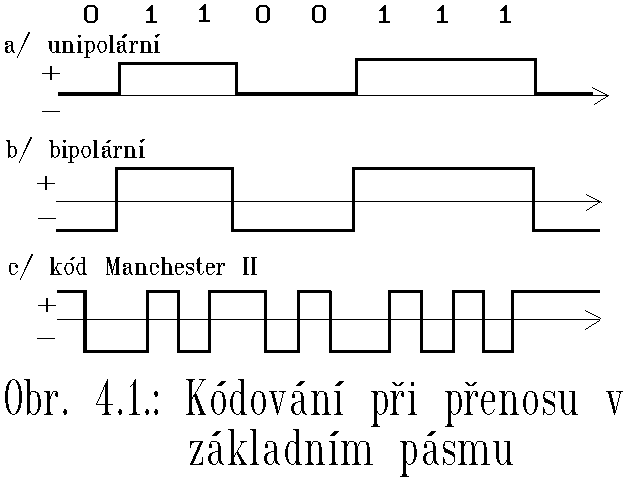 0 1 1 0 0 1 1 1
a/ unipolární
+
−
b/ bipolární
+
−
c/ kód Manchester II
+
−
Obr. 4.1.: Kódování při přenosu v
základním pásmu